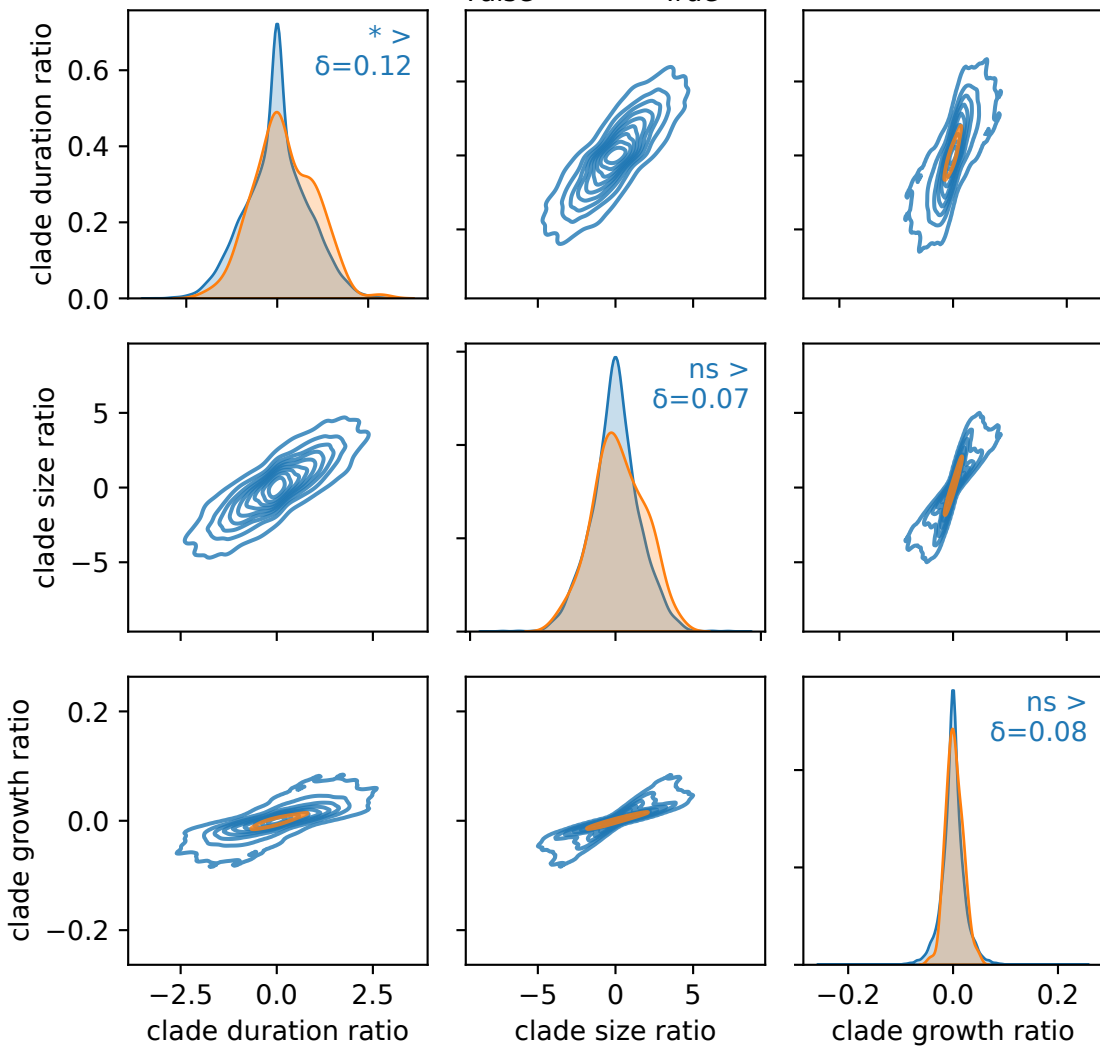 clade duration ratio
0.6
0.4
0.2
0.0
* >
δ=0.12
clade size ratio
5
0
−5
ns >
δ=0.07
clade growth ratio
0.2
0.0
−0.2
ns >
δ=0.08
−2.5 0.0 2.5
−5 0 5
−0.2 0.0 0.2
clade duration ratio
clade size ratio
clade growth ratio